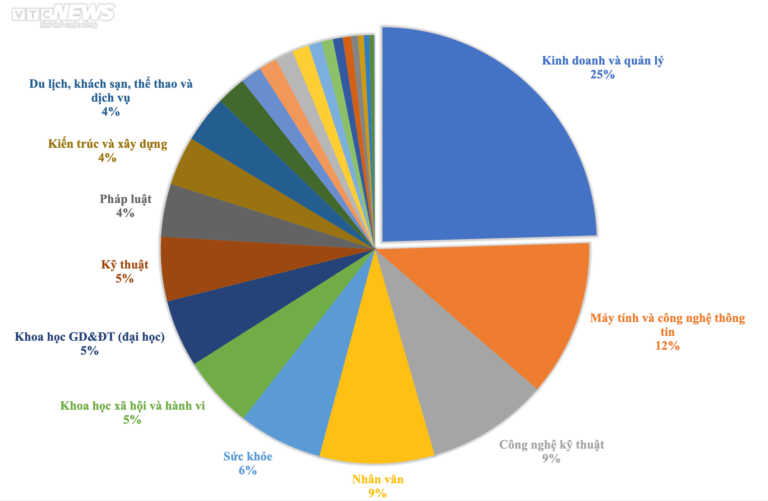 VTC NEWS
Kinh doanh và quản lý
25%
Du lịch, khách sạn, thể thao và
dịch vụ
4%
Kiến trúc và xây dựng
4%
Pháp luật
4%
Kỹ thuật
5%
Máy tính và công nghệ thông
tin
12%
Khoa học GD&ĐT (đại học)
5%
Khoa học xã hội và hành vi
5%
Công nghệ kỹ thuật
9%
Sức khỏe
6%
Nhân văn
9%